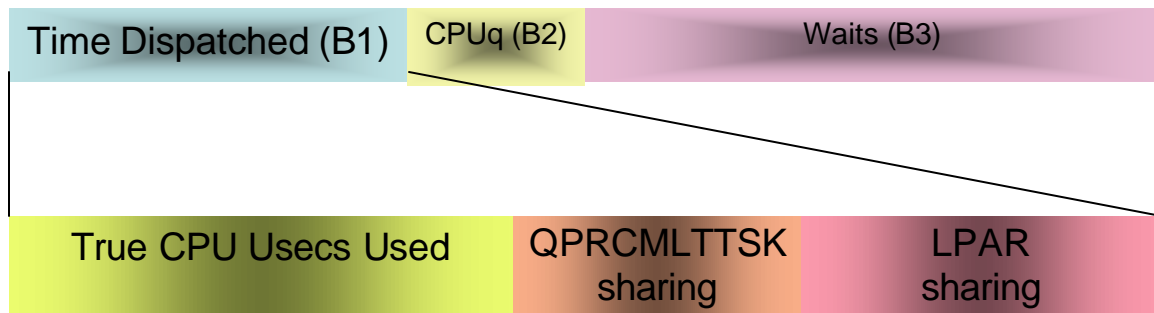 Time Dispatched (B1) CPUq (B2) Waits (B3)
True CPU Usecs Used QPRCMLTTSK LPAR
sharing sharing